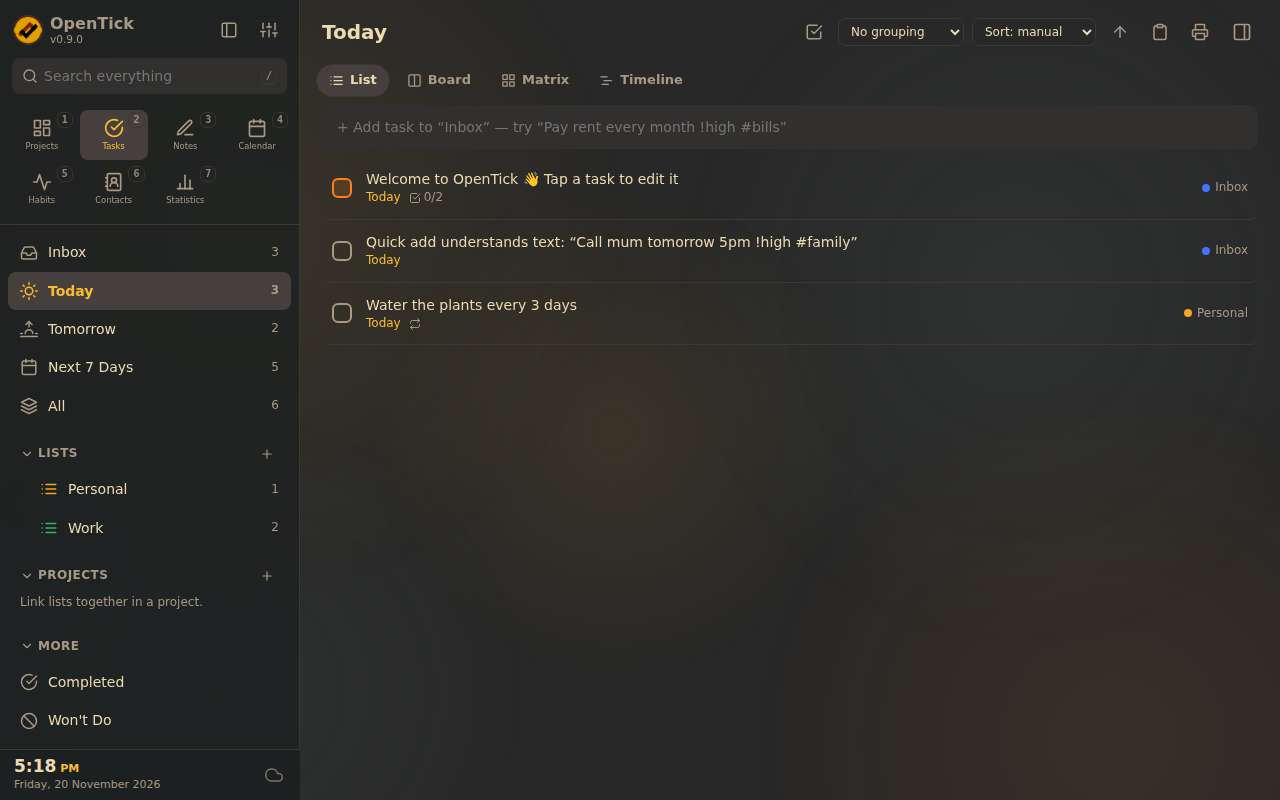 OpenTick
v0.9.0
Search everything /
Projects 1
Tasks 2
Notes 3
Calendar 4
Habits 5
Contacts 6
Statistics 7
Inbox 3
Today 3
Tomorrow 2
Next 7 Days 5
All 6
LISTS
Personal 1
Work 2
PROJECTS
Link lists together in a project.
MORE
Completed
Won't Do
5:18 PM
Friday, 20 November 2026
Today
No grouping
Sort: manual
List Board Matrix Timeline
+ Add task to “Inbox” — try “Pay rent every month !high #bills”
Welcome to OpenTick 👋 Tap a task to edit it
Today 0/2
Inbox
Quick add understands text: “Call mum tomorrow 5pm !high #family”
Today
Inbox
Water the plants every 3 days
Today
Personal